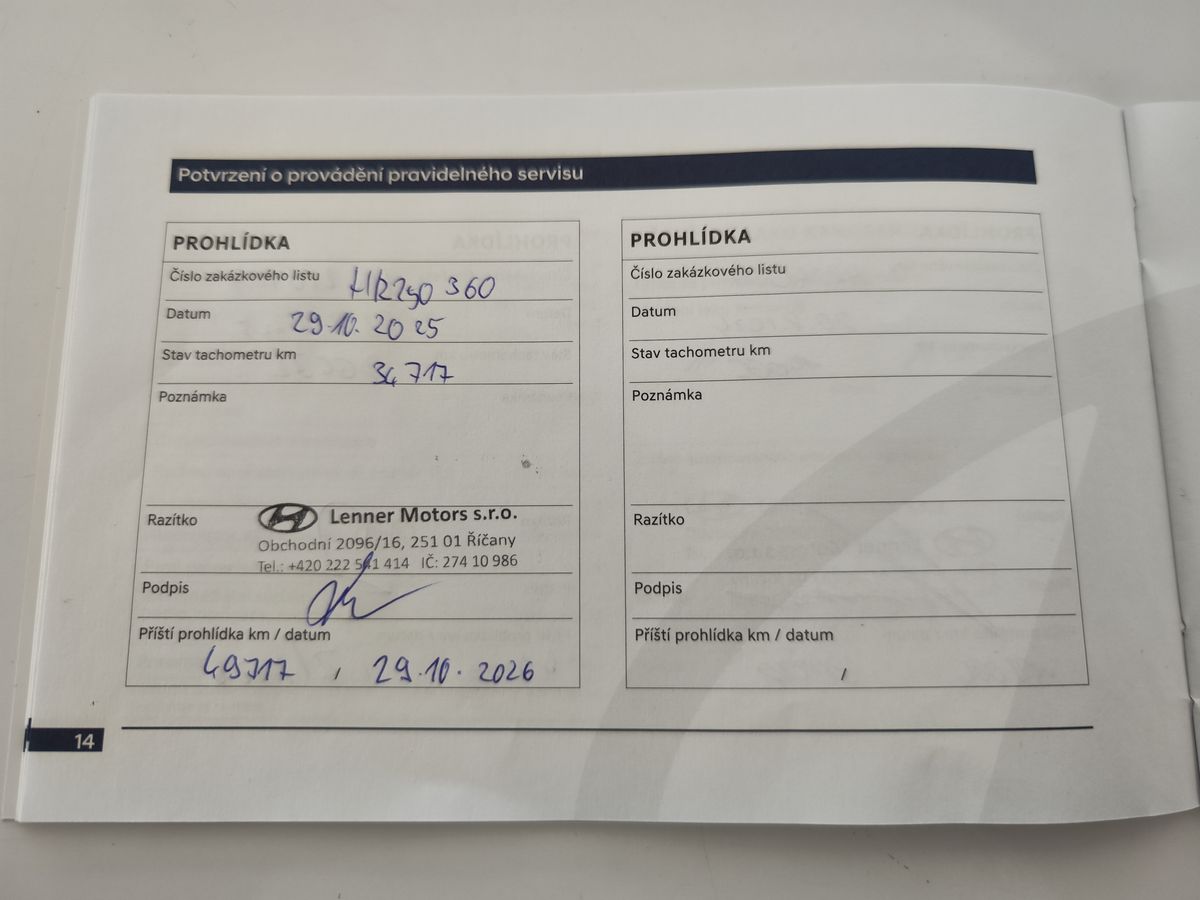 Potvrzení o provádění pravidelného servisu
PROHLÍDKA
Číslo zakázkového listu HR290 360
Datum 29.10.2025
Stav tachometru km 34717
Poznámka
Razítko Lenner Motors s.r.o.
Obchodní 2096/16, 251 01 Říčany
Tel.: +420 222 541 414 IČ: 274 10 986
Podpis
Příští prohlídka km / datum
49717 / 29.10.2026
PROHLÍDKA
Číslo zakázkového listu
Datum
Stav tachometru km
Poznámka
Razítko
Podpis
Příští prohlídka km / datum
/
14